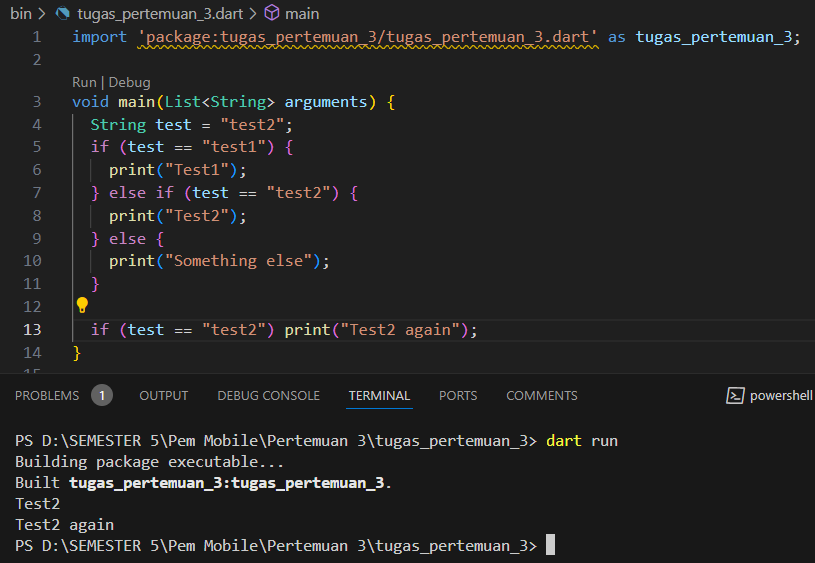 bin > tugas_pertemuan_3.dart > main
1 import 'package:tugas_pertemuan_3/tugas_pertemuan_3.dart' as tugas_pertemuan_3;
2
Run | Debug
3 void main(List<String> arguments) {
4   String test = "test2";
5   if (test == "test1") {
6     print("Test1");
7   } else if (test == "test2") {
8     print("Test2");
9   } else {
10     print("Something else");
11   }
12
13   if (test == "test2") print("Test2 again");
14 }
15
PROBLEMS 1 OUTPUT DEBUG CONSOLE TERMINAL PORTS COMMENTS powershell
PS D:\SEMESTER 5\Pem Mobile\Pertemuan 3\tugas_pertemuan_3> dart run
Building package executable...
Built tugas_pertemuan_3:tugas_pertemuan_3.
Test2
Test2 again
PS D:\SEMESTER 5\Pem Mobile\Pertemuan 3\tugas_pertemuan_3>